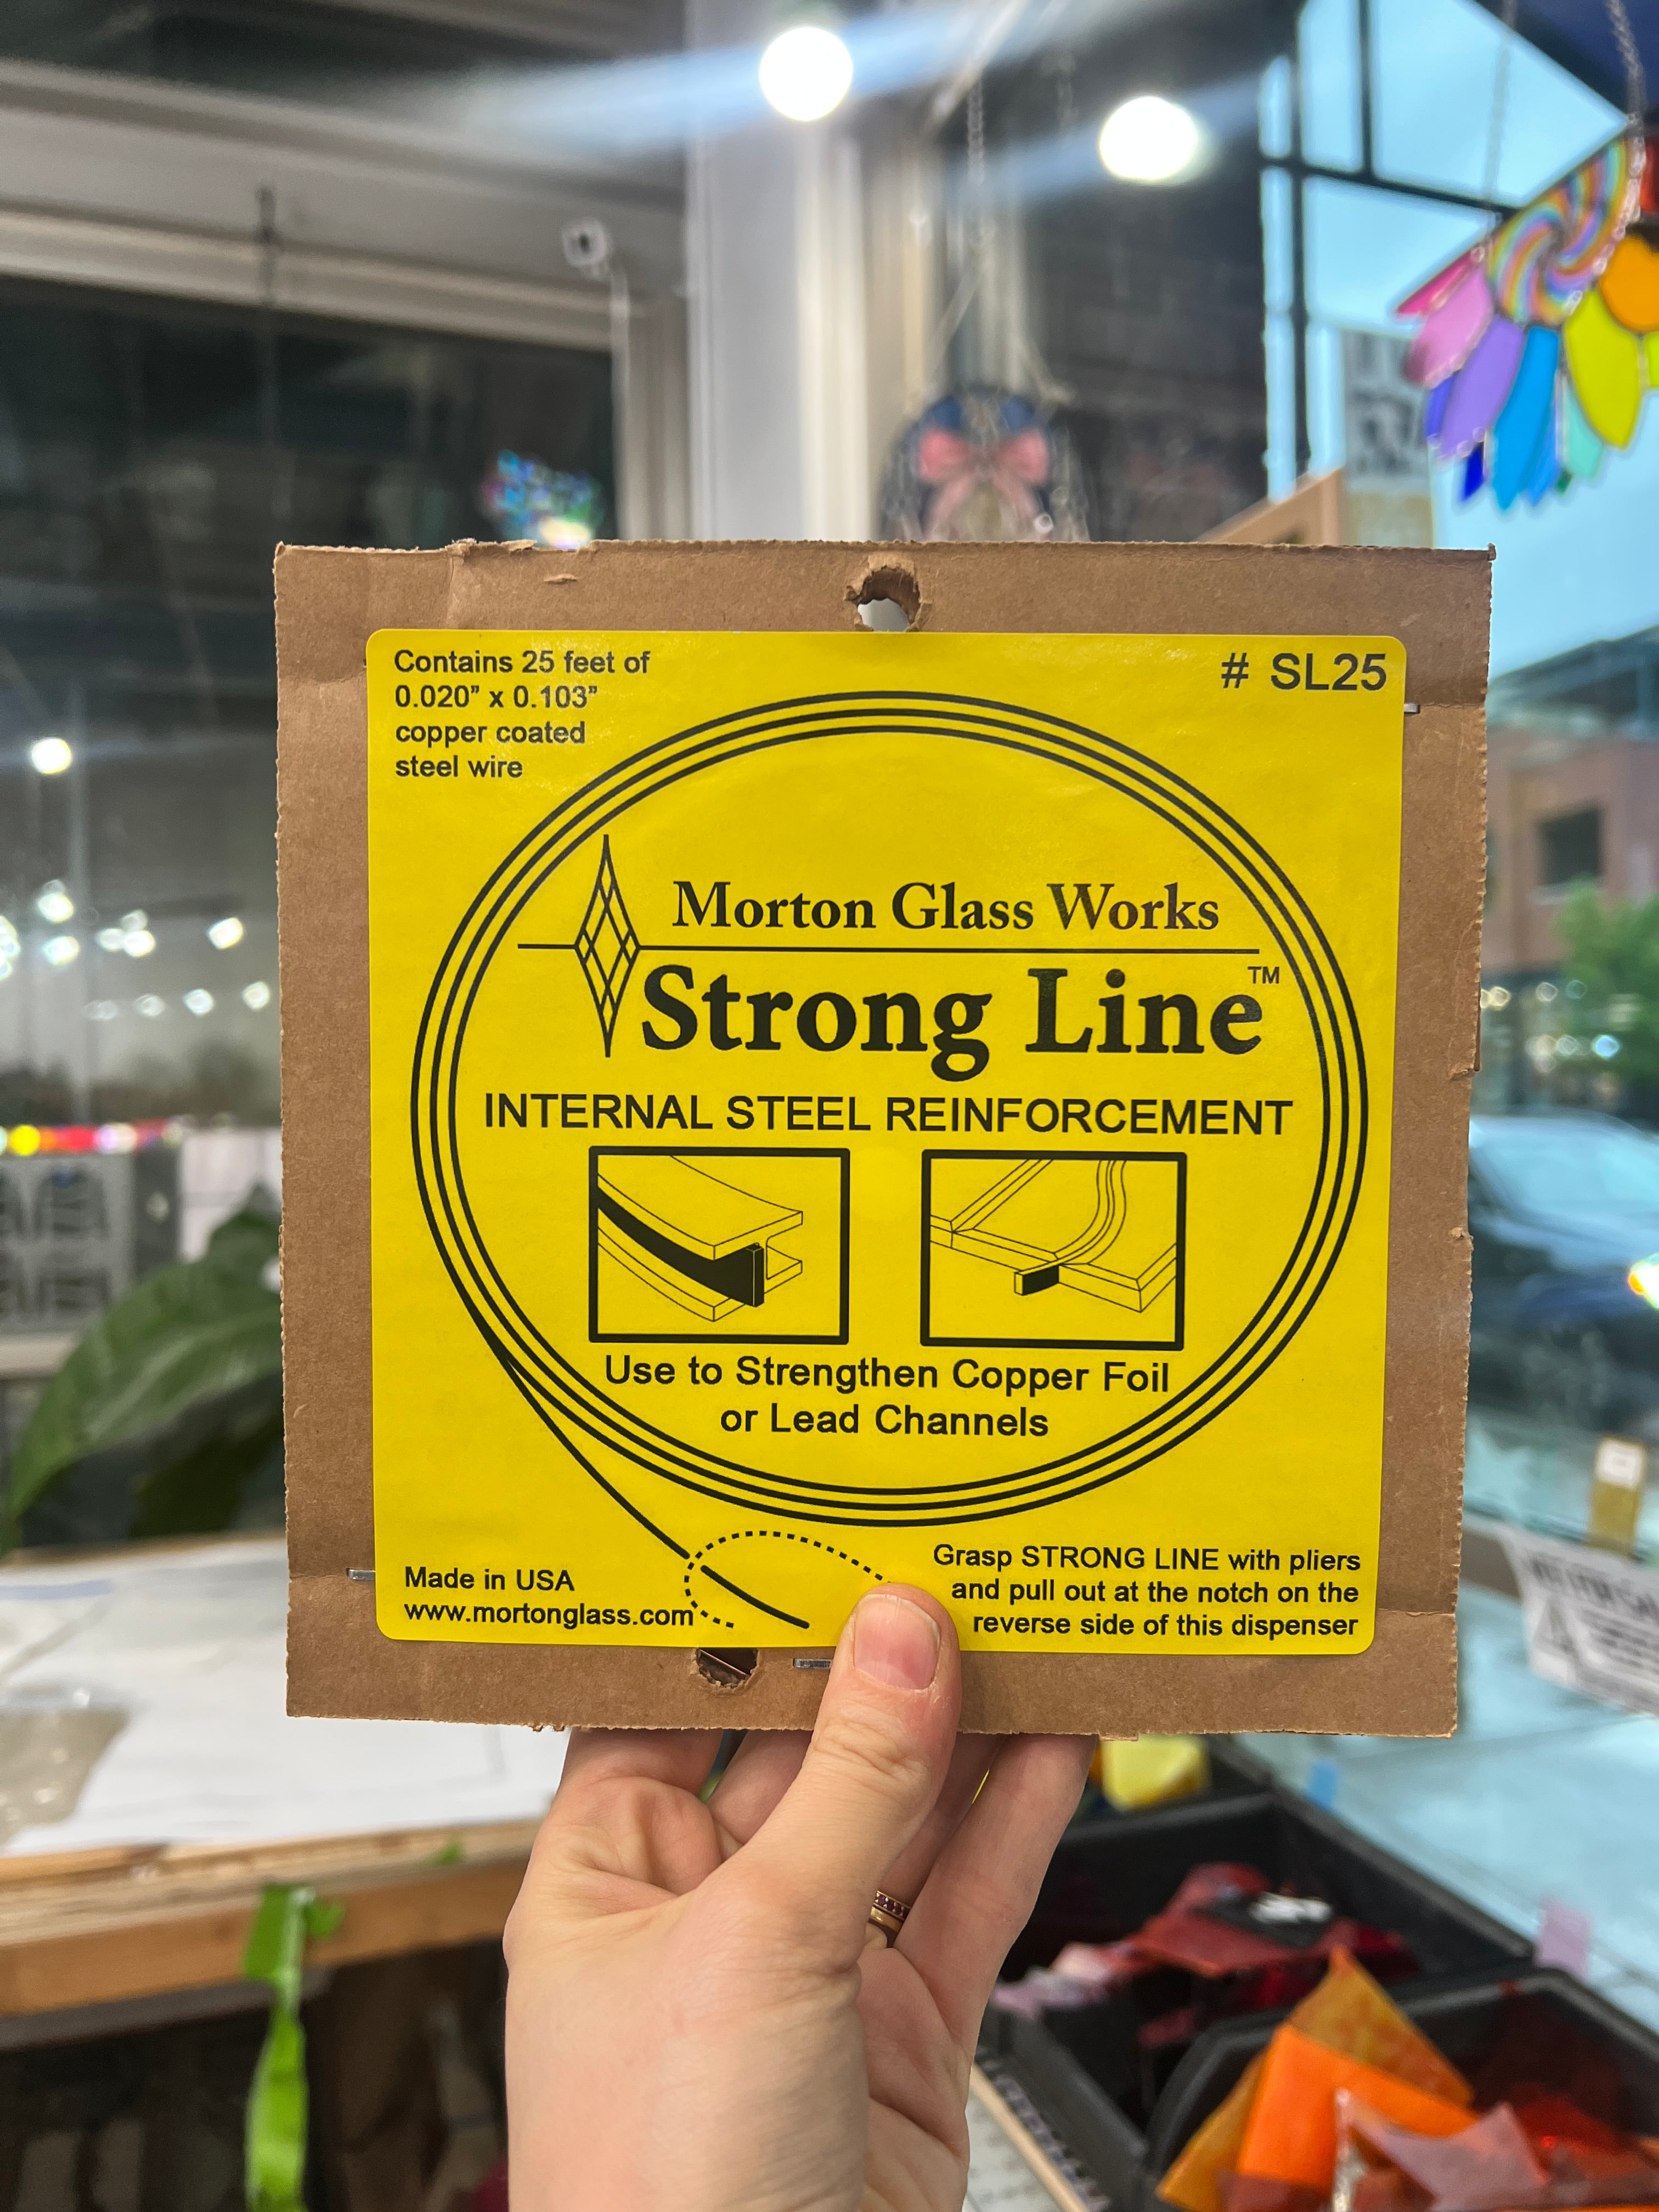 Contains 25 feet of
0.020" x 0.103"
copper coated
steel wire
# SL25
Morton Glass Works
Strong Line™
INTERNAL STEEL REINFORCEMENT
Use to Strengthen Copper Foil
or Lead Channels
Made in USA
www.mortonglass.com
Grasp STRONG LINE with pliers
and pull out at the notch on the
reverse side of this dispenser